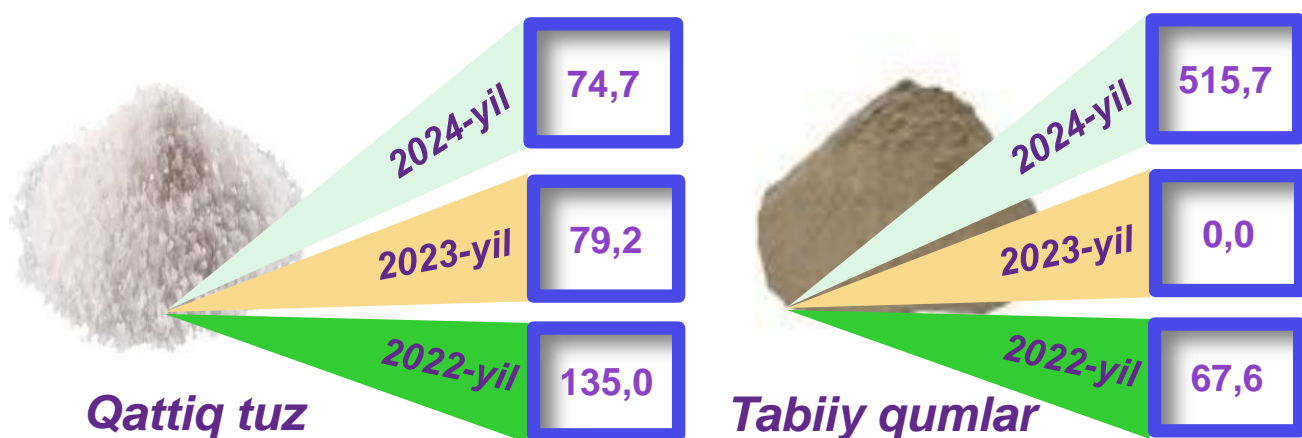 2024-yil
74,7
2023-yil
79,2
2022-yil
135,0
Qattiq tuz
2024-yil
515,7
2023-yil
0,0
2022-yil
67,6
Tabiiy qumlar